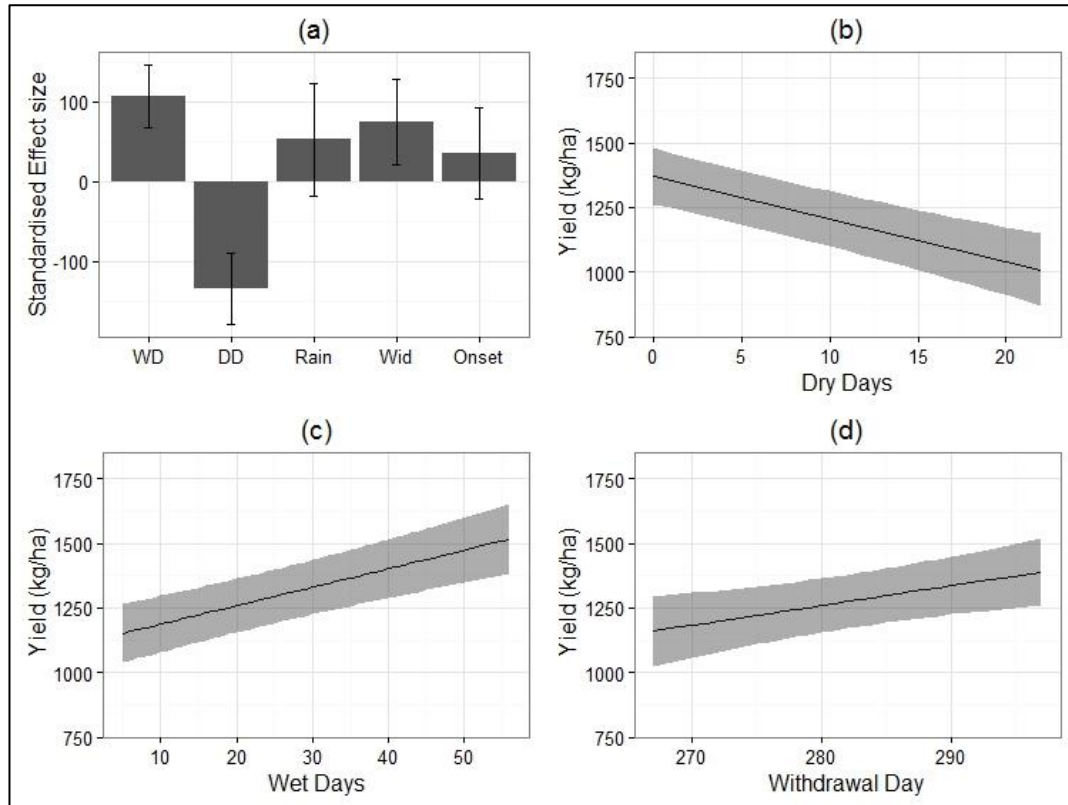 (a)
Standardised Effect size
100
0
-100
WD DD Rain Wid Onset
(b)
Yield (kg/ha)
1750
1500
1250
1000
750
0 5 10 15 20
Dry Days
(c)
Yield (kg/ha)
1750
1500
1250
1000
750
10 20 30 40 50
Wet Days
(d)
Yield (kg/ha)
1750
1500
1250
1000
750
270 280 290
Withdrawal Day